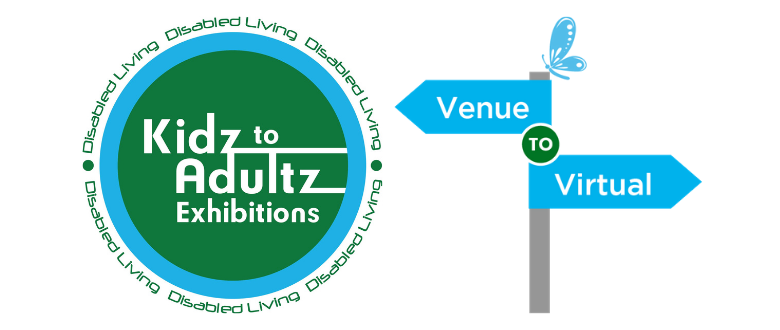 Disabled Living Disabled Living Disabled Living
Kidz to
Adultz
Exhibitions
Disabled Living Disabled Living Disabled Living
Venue
TO
Virtual